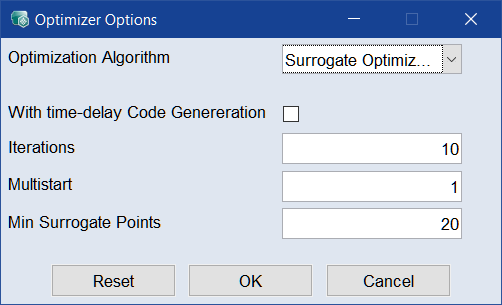 Optimizer Options
Optimization Algorithm
Surrogate Optimiz...
With time-delay Code Genereration
Iterations
10
Multistart
1
Min Surrogate Points
20
Reset
OK
Cancel